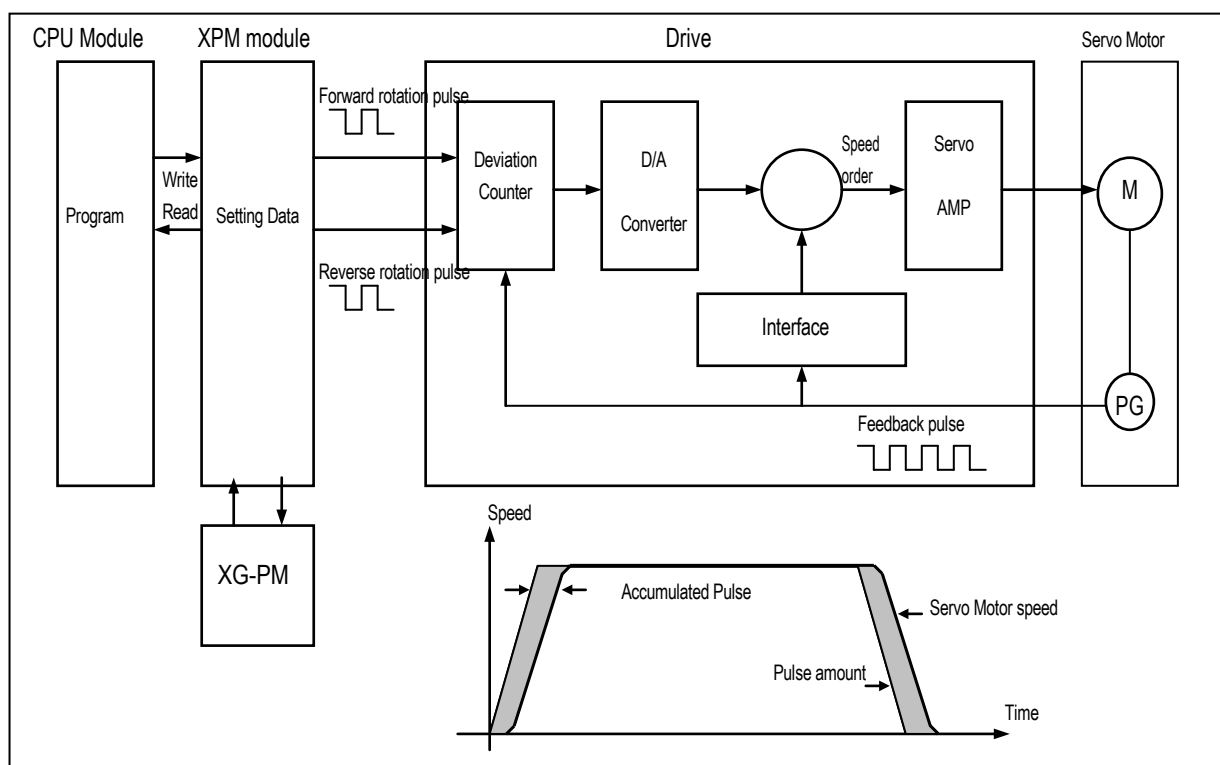 CPU Module
XPM module
Drive
Servo Motor
Forward rotation pulse
Write
Read
Program
Setting Data
Reverse rotation pulse
Deviation
Counter
D/A
Converter
Speed
order
Servo
AMP
M
Interface
PG
Feedback pulse
XG-PM
Speed
Accumulated Pulse
Servo Motor speed
Pulse amount
Time